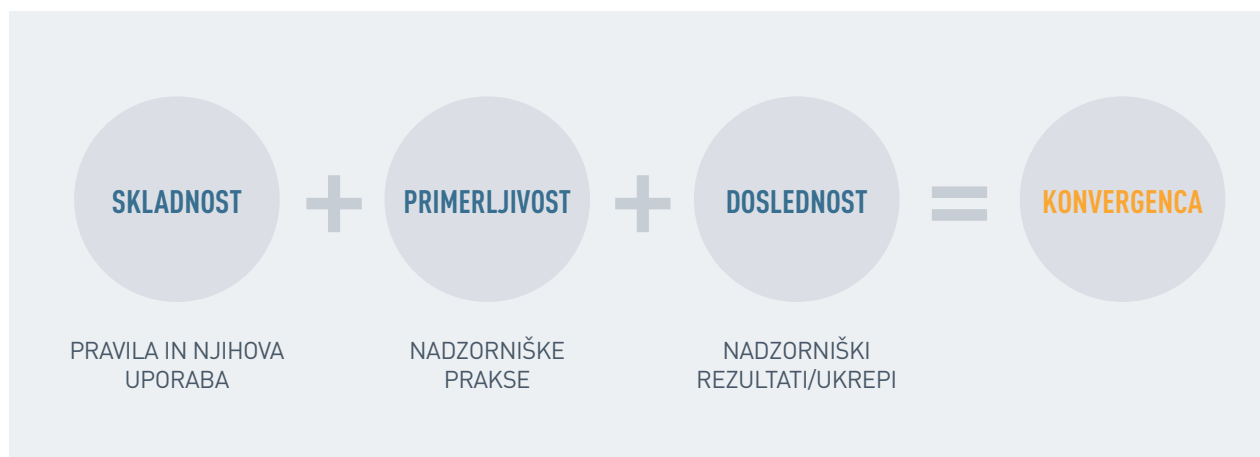 SKLADNOST + PRIMERLJIVOST + DOSLEDNOST = KONVERGENCA
PRAVILA IN NJIHOVA
UPORABA
NADZORNIŠKE
PRAKSE
NADZORNIŠKI
REZULTATI/UKREPI